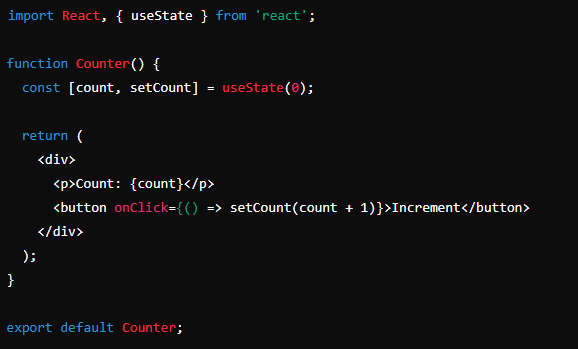 import React, { useState } from 'react';

function Counter() {
  const [count, setCount] = useState(0);

  return (
    <div>
      <p>Count: {count}</p>
      <button onClick={() => setCount(count + 1)}>Increment</button>
    </div>
  );
}

export default Counter;